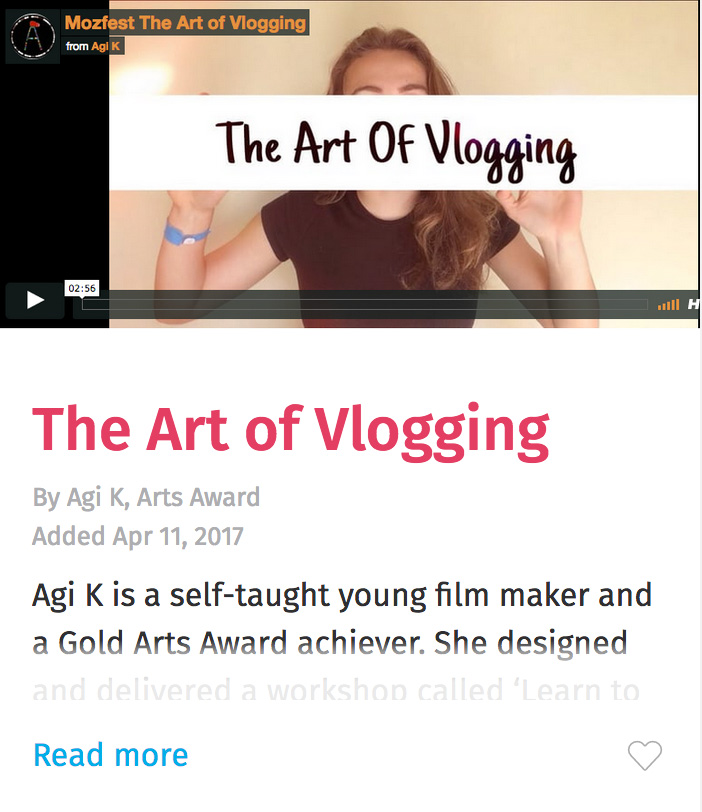 Mozfest The Art of Vlogging
from Agi K
The Art Of Vlogging
02:56
The Art of Vlogging
By Agi K, Arts Award
Added Apr 11, 2017
Agi K is a self-taught young film maker and
a Gold Arts Award achiever. She designed
and delivered a workshop called ‘Learn to
Read more